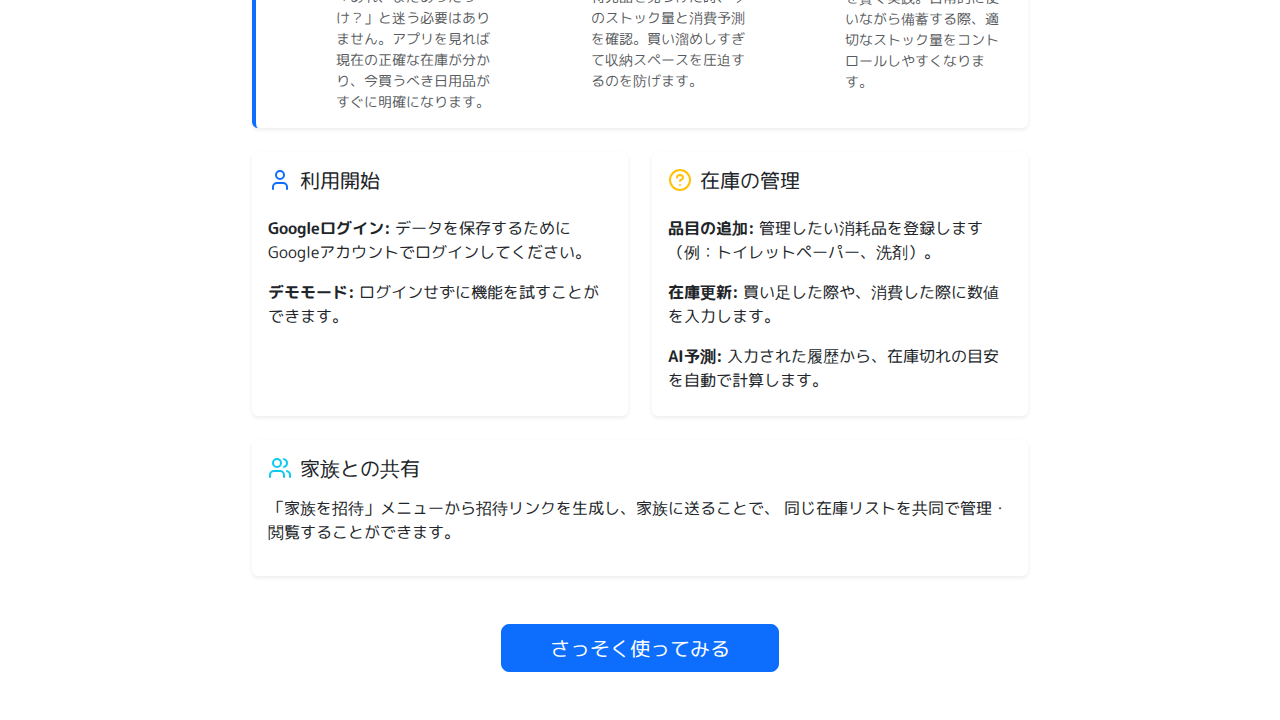 け？」と迷う必要はあり
ません。アプリを見れば
現在の正確な在庫が分か
り、今買うべき日用品が
すぐに明確になります。
のストック量と消費予測
を確認。買い溜めしすぎ
て収納スペースを圧迫す
るのを防げます。
いながら備蓄する際、適
切なストック量をコント
ロールしやすくなりま
す。
利用開始
Googleログイン: データを保存するために
Googleアカウントでログインしてください。
デモモード: ログインせずに機能を試すことが
できます。
在庫の管理
品目の追加: 管理したい消耗品を登録します
（例：トイレットペーパー、洗剤）。
在庫更新: 買い足した際や、消費した際に数値
を入力します。
AI予測: 入力された履歴から、在庫切れの目安
を自動で計算します。
家族との共有
「家族を招待」メニューから招待リンクを生成し、家族に送ることで、 同じ在庫リストを共同で管理・
閲覧することができます。
さっそく使ってみる